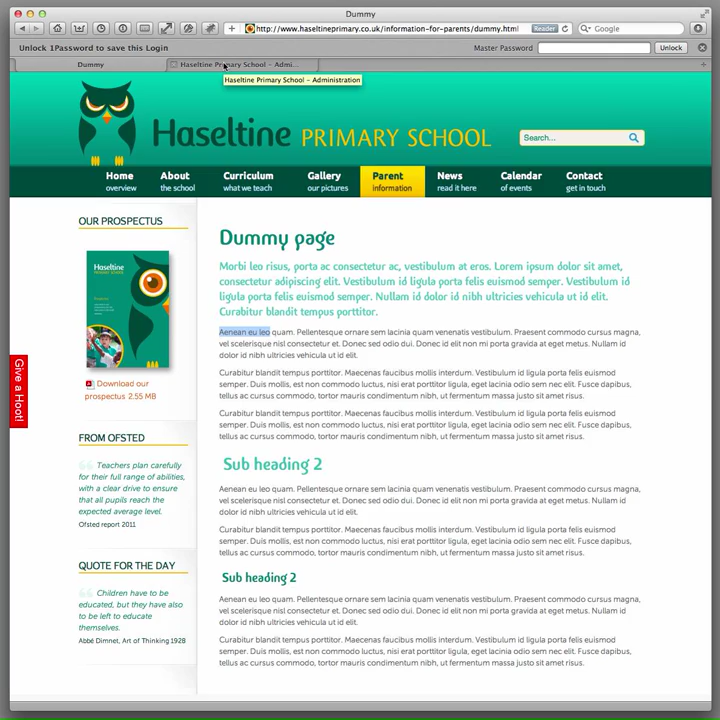 Dummy
http://www.haseltineprimary.co.uk/information-for-parents/dummy.html
Reader
Google
Unlock 1Password to save this Login
Master Password
Unlock
Dummy
Haseltine Primary School – Admi...
Haseltine Primary School – Administration
Haseltine PRIMARY SCHOOL
Search...
Home
overview
About
the school
Curriculum
what we teach
Gallery
our pictures
Parent
information
News
read it here
Calendar
of events
Contact
get in touch
OUR PROSPECTUS
Haseltine
Download our
prospectus 2.55 MB
Give a Hoot!
FROM OFSTED
Teachers plan carefully
for their full range of abilities,
with a clear drive to ensure
that all pupils reach the
expected average level.
Ofsted report 2011
QUOTE FOR THE DAY
Children have to be
educated, but they have also
to be left to educate
themselves.
Abbé Dimnet, Art of Thinking 1928
Dummy page
Morbi leo risus, porta ac consectetur ac, vestibulum at eros. Lorem ipsum dolor sit amet,
consectetur adipiscing elit. Vestibulum id ligula porta felis euismod semper. Vestibulum id
ligula porta felis euismod semper. Nullam id dolor id nibh ultricies vehicula ut id elit.
Curabitur blandit tempus porttitor.
Aenean eu leo quam. Pellentesque ornare sem lacinia quam venenatis vestibulum. Praesent commodo cursus magna,
vel scelerisque nisl consectetur et. Donec sed odio dui. Donec id elit non mi porta gravida at eget metus. Nullam id
dolor id nibh ultricies vehicula ut id elit.
Curabitur blandit tempus porttitor. Maecenas faucibus mollis interdum. Vestibulum id ligula porta felis euismod
semper. Duis mollis, est non commodo luctus, nisi erat porttitor ligula, eget lacinia odio sem nec elit. Fusce dapibus,
tellus ac cursus commodo, tortor mauris condimentum nibh, ut fermentum massa justo sit amet risus.
Curabitur blandit tempus porttitor. Maecenas faucibus mollis interdum. Vestibulum id ligula porta felis euismod
semper. Duis mollis, est non commodo luctus, nisi erat porttitor ligula, eget lacinia odio sem nec elit. Fusce dapibus,
tellus ac cursus commodo, tortor mauris condimentum nibh, ut fermentum massa justo sit amet risus.
Sub heading 2
Aenean eu leo quam. Pellentesque ornare sem lacinia quam venenatis vestibulum. Praesent commodo cursus magna,
vel scelerisque nisl consectetur et. Donec sed odio dui. Donec id elit non mi porta gravida at eget metus. Nullam id
dolor id nibh ultricies vehicula ut id elit.
Curabitur blandit tempus porttitor. Maecenas faucibus mollis interdum. Vestibulum id ligula porta felis euismod
semper. Duis mollis, est non commodo luctus, nisi erat porttitor ligula, eget lacinia odio sem nec elit. Fusce dapibus,
tellus ac cursus commodo, tortor mauris condimentum nibh, ut fermentum massa justo sit amet risus.
Sub heading 2
Aenean eu leo quam. Pellentesque ornare sem lacinia quam venenatis vestibulum. Praesent commodo cursus magna,
vel scelerisque nisl consectetur et. Donec sed odio dui. Donec id elit non mi porta gravida at eget metus. Nullam id
dolor id nibh ultricies vehicula ut id elit.
Curabitur blandit tempus porttitor. Maecenas faucibus mollis interdum. Vestibulum id ligula porta felis euismod
semper. Duis mollis, est non commodo luctus, nisi erat porttitor ligula, eget lacinia odio sem nec elit. Fusce dapibus,
tellus ac cursus commodo, tortor mauris condimentum nibh, ut fermentum massa justo sit amet risus.